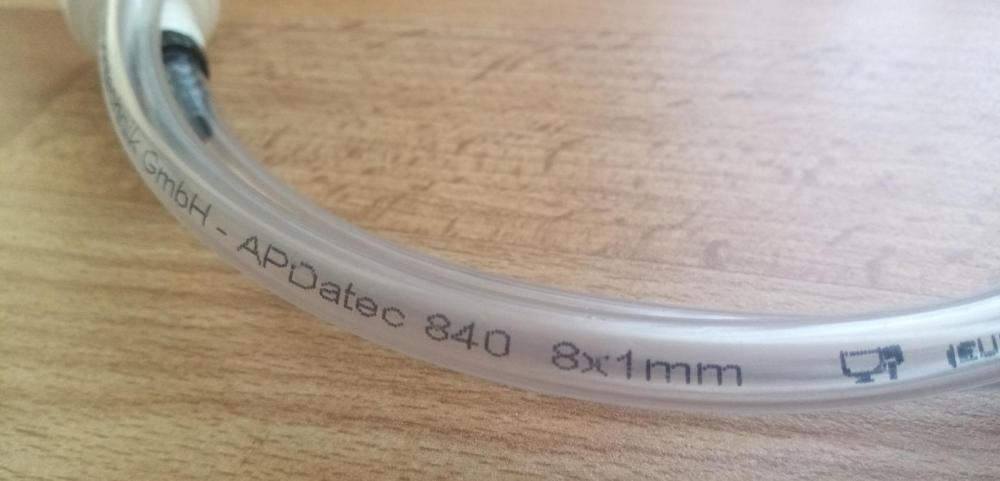 GmbH - APDatec 840 8x1mm